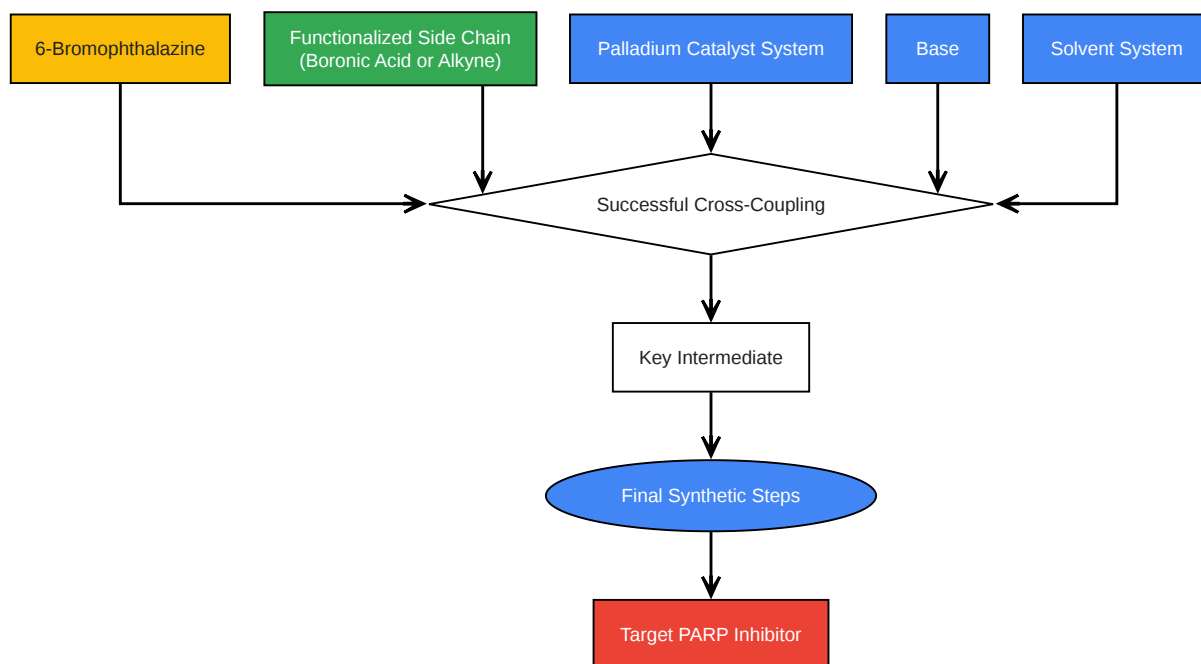 6-Bromophthalazine
Functionalized Side Chain
(Boronic Acid or Alkyne)
Palladium Catalyst System
Base
Solvent System
Successful Cross-Coupling
Key Intermediate
Final Synthetic Steps
Target PARP Inhibitor